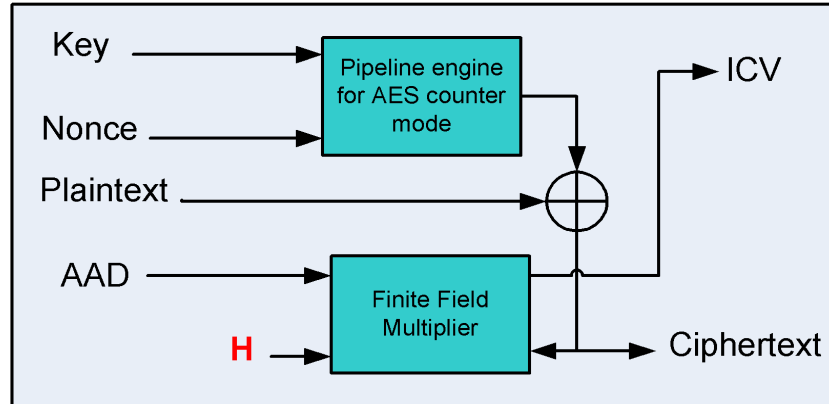 Key
Pipeline engine
for AES counter
mode
ICV
Nonce
Plaintext
AAD
Finite Field
Multiplier
H
Ciphertext